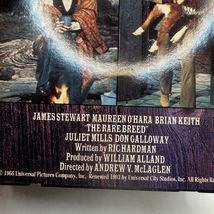 JAMES STEWART MAUREEN O'HARA BRIAN KEITH
"THE RARE BREED"
JULIET MILLS DON GALLOWAY
Written by RIC HARDMAN
Produced by WILLIAM ALLAND
Directed by ANDREW V. McLAGLEN
© 1966 Universal Pictures Company, Inc. Renewed 1993 by Universal City Studios, Inc. All Rights